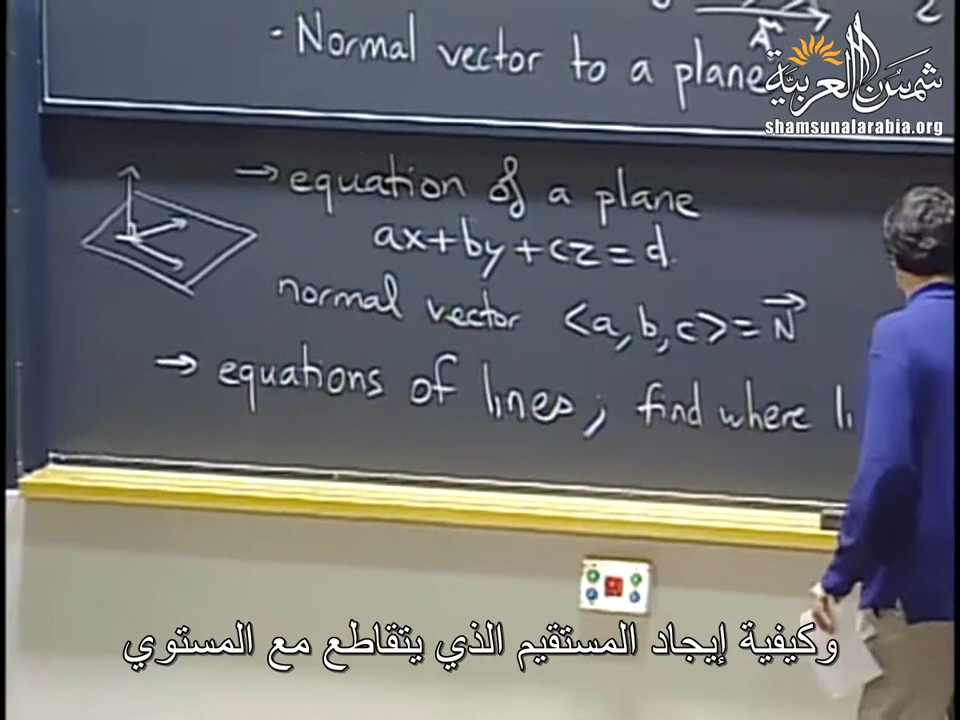 A
- Normal vector to a plane
شمس العربية
shamsunalarabia.org
→ equation of a plane
ax+by+cz=d.
normal vector <a,b,c>=N
→ equations of lines; find where li
وكيفية إيجاد المستقيم الذي يتقاطع مع المستوي